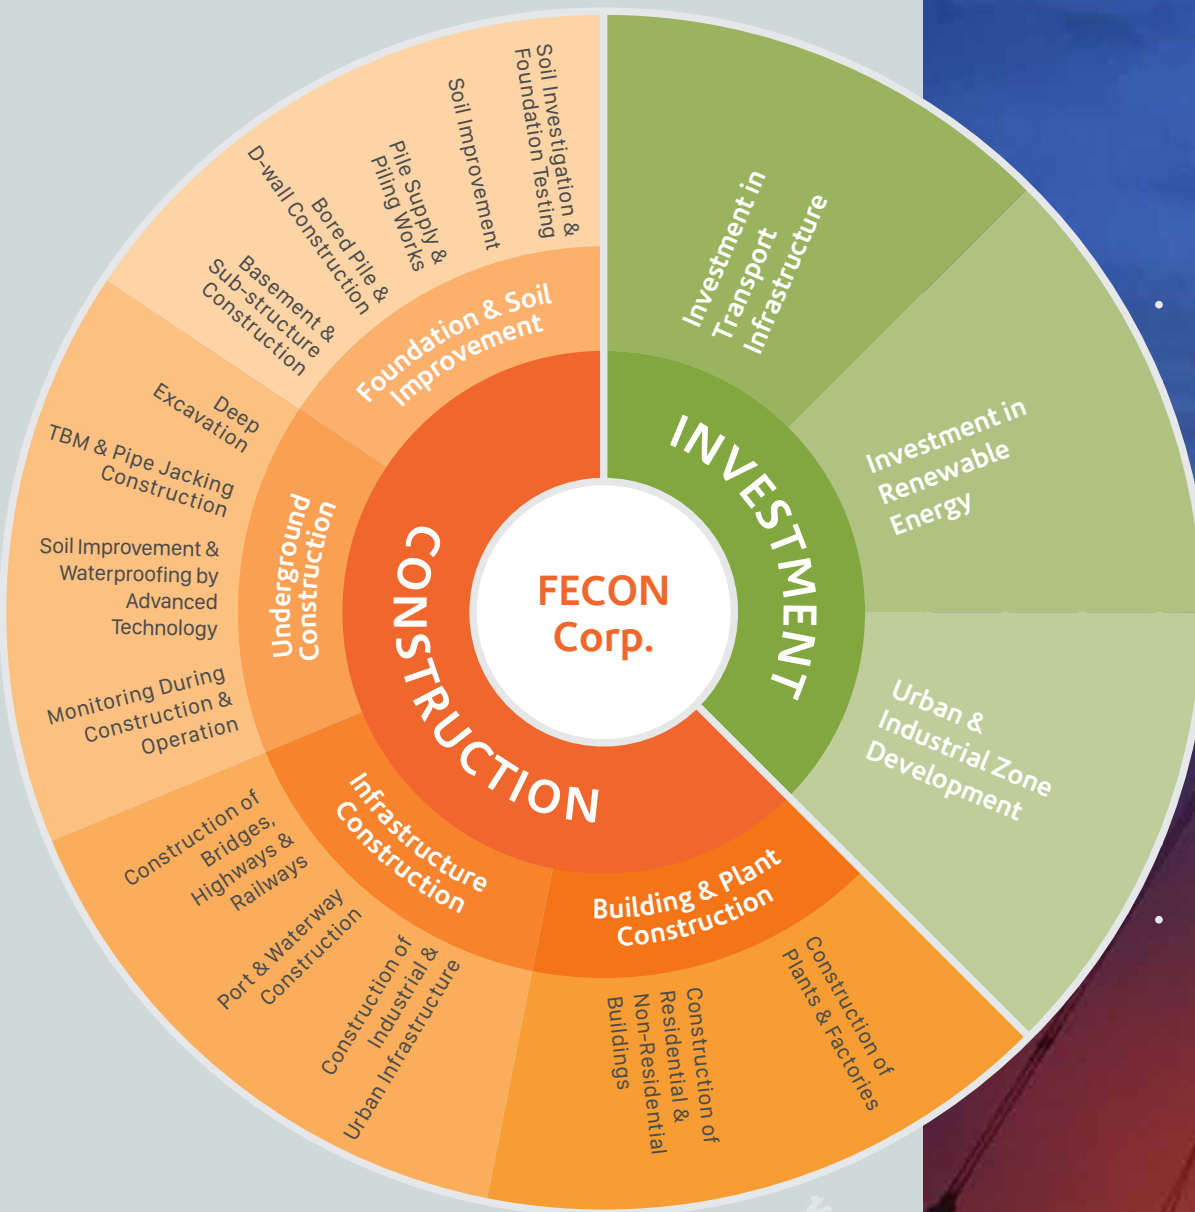 FECON
Corp.
INVESTMENT
Investment in
Transport
Infrastructure
Investment in
Renewable
Energy
Urban &
Industrial Zone
Development
CONSTRUCTION
Foundation & Soil
Improvement
Soil Investigation &
Foundation Testing
Soil Improvement
Pile Supply &
Piling Works
Bored Pile &
D-wall Construction
Basement &
Sub-structure
Construction
Underground
Construction
Deep
Excavation
TBM & Pipe Jacking
Construction
Soil Improvement &
Waterproofing by
Advanced
Technology
Monitoring During
Construction &
Operation
Infrastructure
Construction
Construction of
Bridges,
Highways &
Railways
Port & Waterway
Construction
Construction of
Industrial &
Urban Infrastructure
Building & Plant
Construction
Construction of
Residential &
Non-Residential
Buildings
Construction of
Plants & Factories